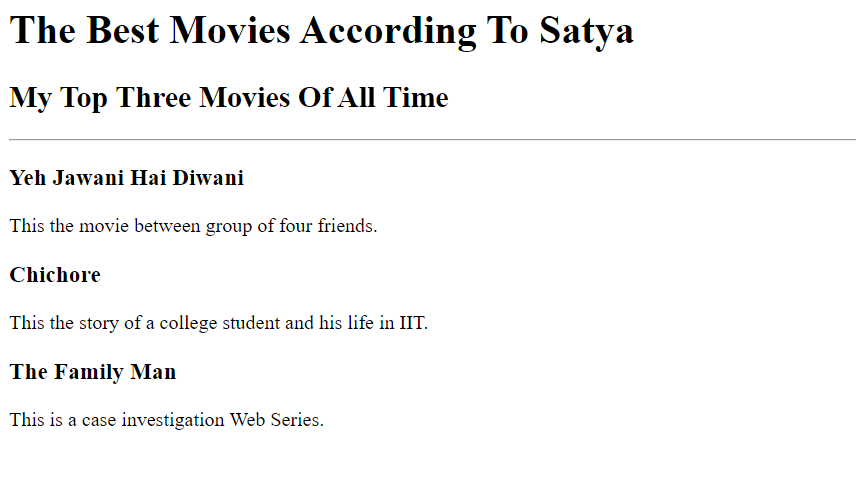 The Best Movies According To Satya
My Top Three Movies Of All Time
Yeh Jawani Hai Diwani
This the movie between group of four friends.
Chichore
This the story of a college student and his life in IIT.
The Family Man
This is a case investigation Web Series.